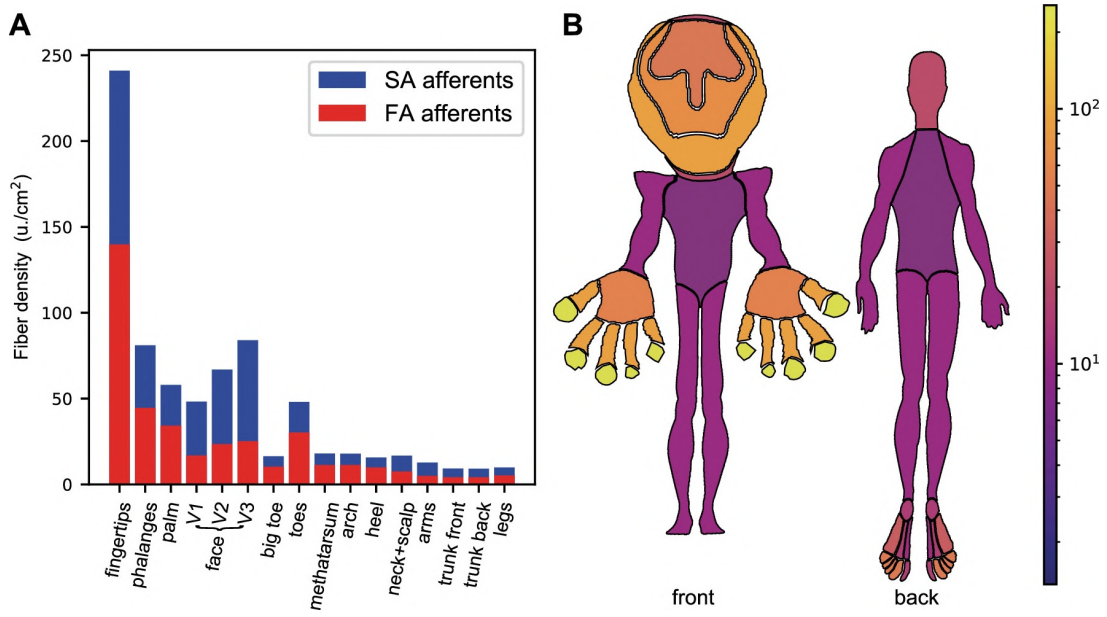 A
Fiber density (u./cm²)
250
200
150
100
50
0
SA afferents
FA afferents
fingertips
phalanges
palm
V1
V2
V3
face
big toe
toes
methatarsum
arch
heel
neck+scalp
arms
trunk front
trunk back
legs
B
front
back
10²
10¹